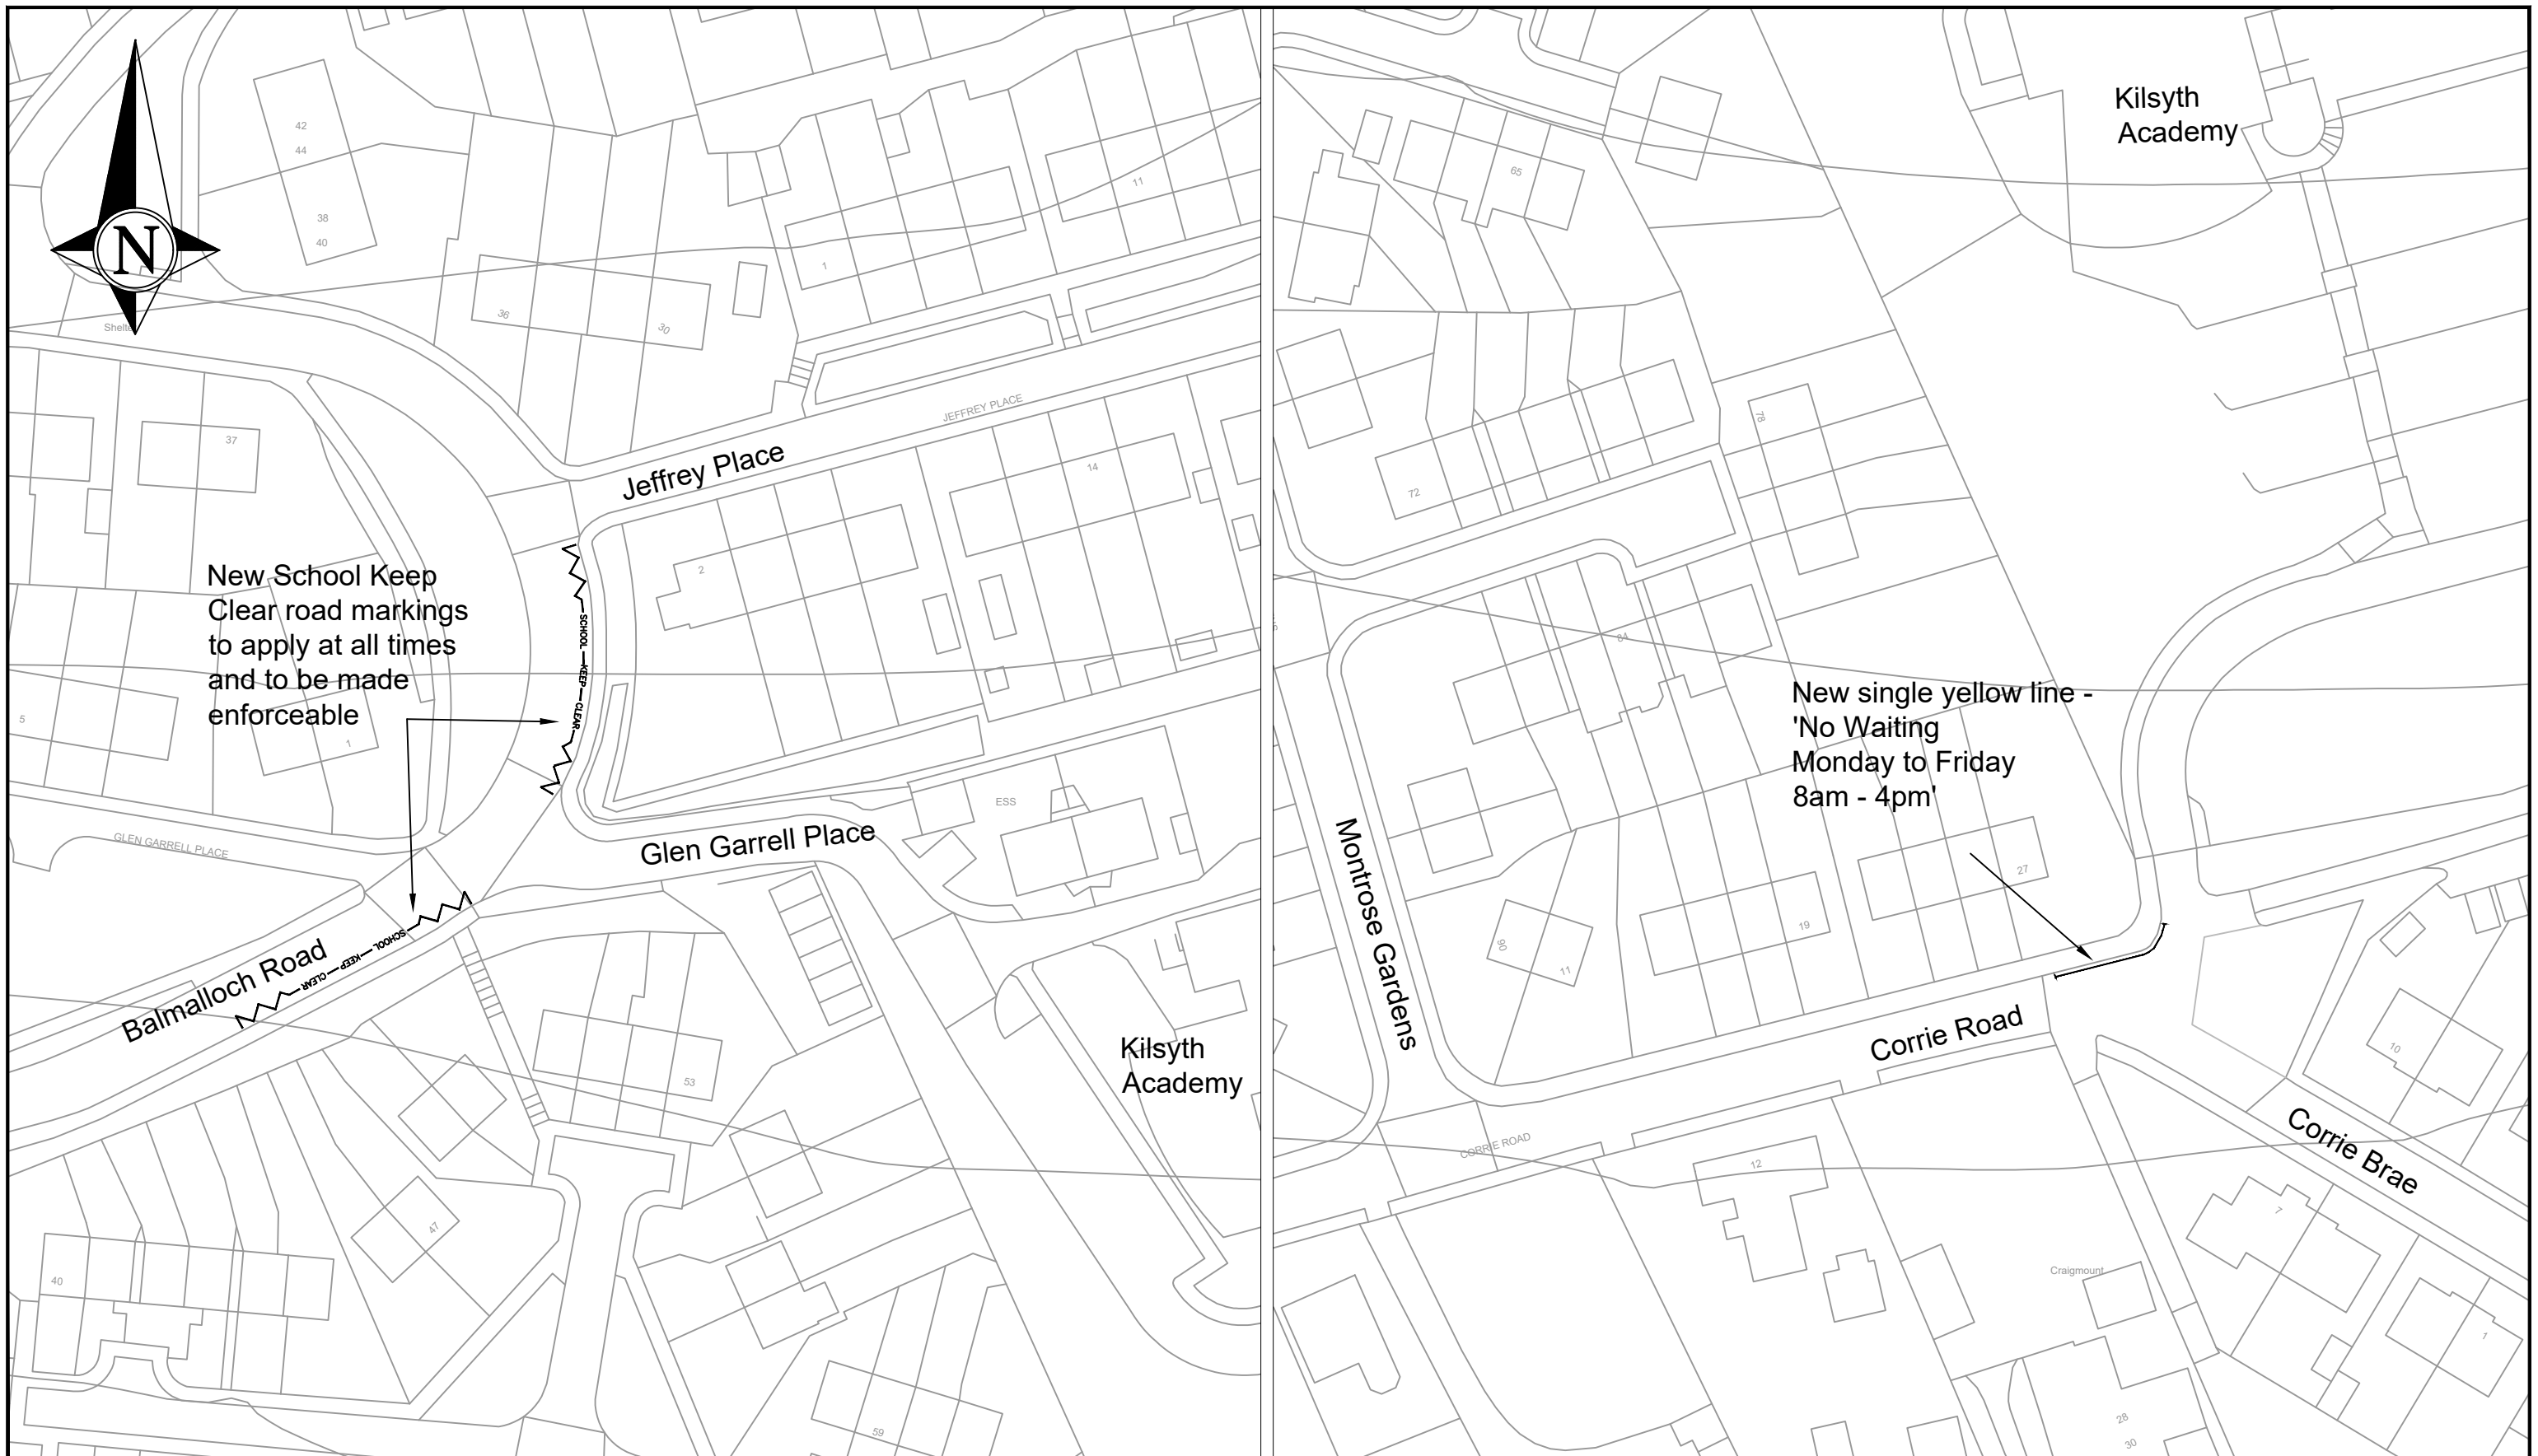 N
42
44
38
40
Shelte
36
30
1
11
JEFFREY PLACE
Jeffrey Place
37
14
2
New School Keep
Clear road markings
to apply at all times
and to be made
enforceable
SCHOOL KEEP CLEAR
5
1
GLEN GARRELL PLACE
Glen Garrell Place
ESS
Balmalloch Road
SCHOOL KEEP CLEAR
53
47
40
59
Kilsyth
Academy
Kilsyth
Academy
65
72
78
84
New single yellow line -
'No Waiting
Monday to Friday
8am - 4pm'
27
19
90
11
Montrose Gardens
Corrie Road
CORRIE ROAD
12
10
Corrie Brae
7
Craigmount
1
28
30